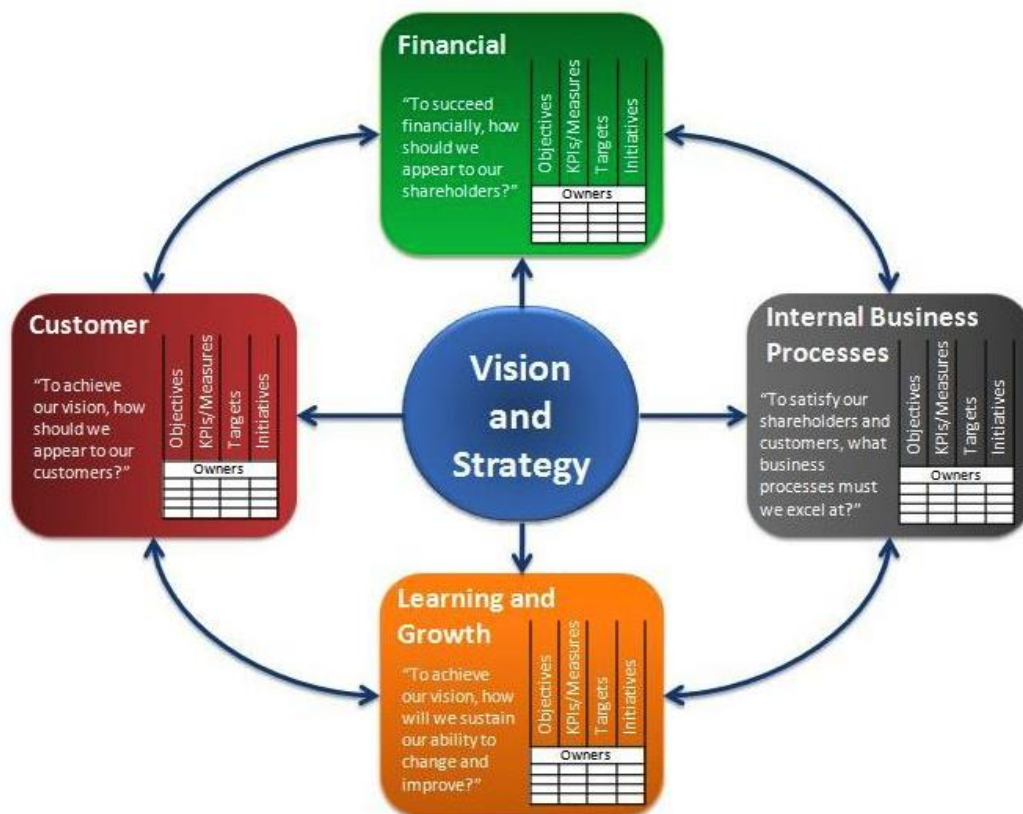 Financial
“To succeed
financially, how
should we
appear to our
shareholders?”
Objectives
KPIs/Measures
Targets
Initiatives
Owners
Customer
“To achieve
our vision, how
should we
appear to our
customers?”
Objectives
KPIs/Measures
Targets
Initiatives
Owners
Vision
and
Strategy
Internal Business
Processes
“To satisfy our
shareholders and
customers, what
business
processes must
we excel at?”
Objectives
KPIs/Measures
Targets
Initiatives
Owners
Learning and
Growth
“To achieve
our vision, how
will we sustain
our ability to
change and
improve?”
Objectives
KPIs/Measures
Targets
Initiatives
Owners